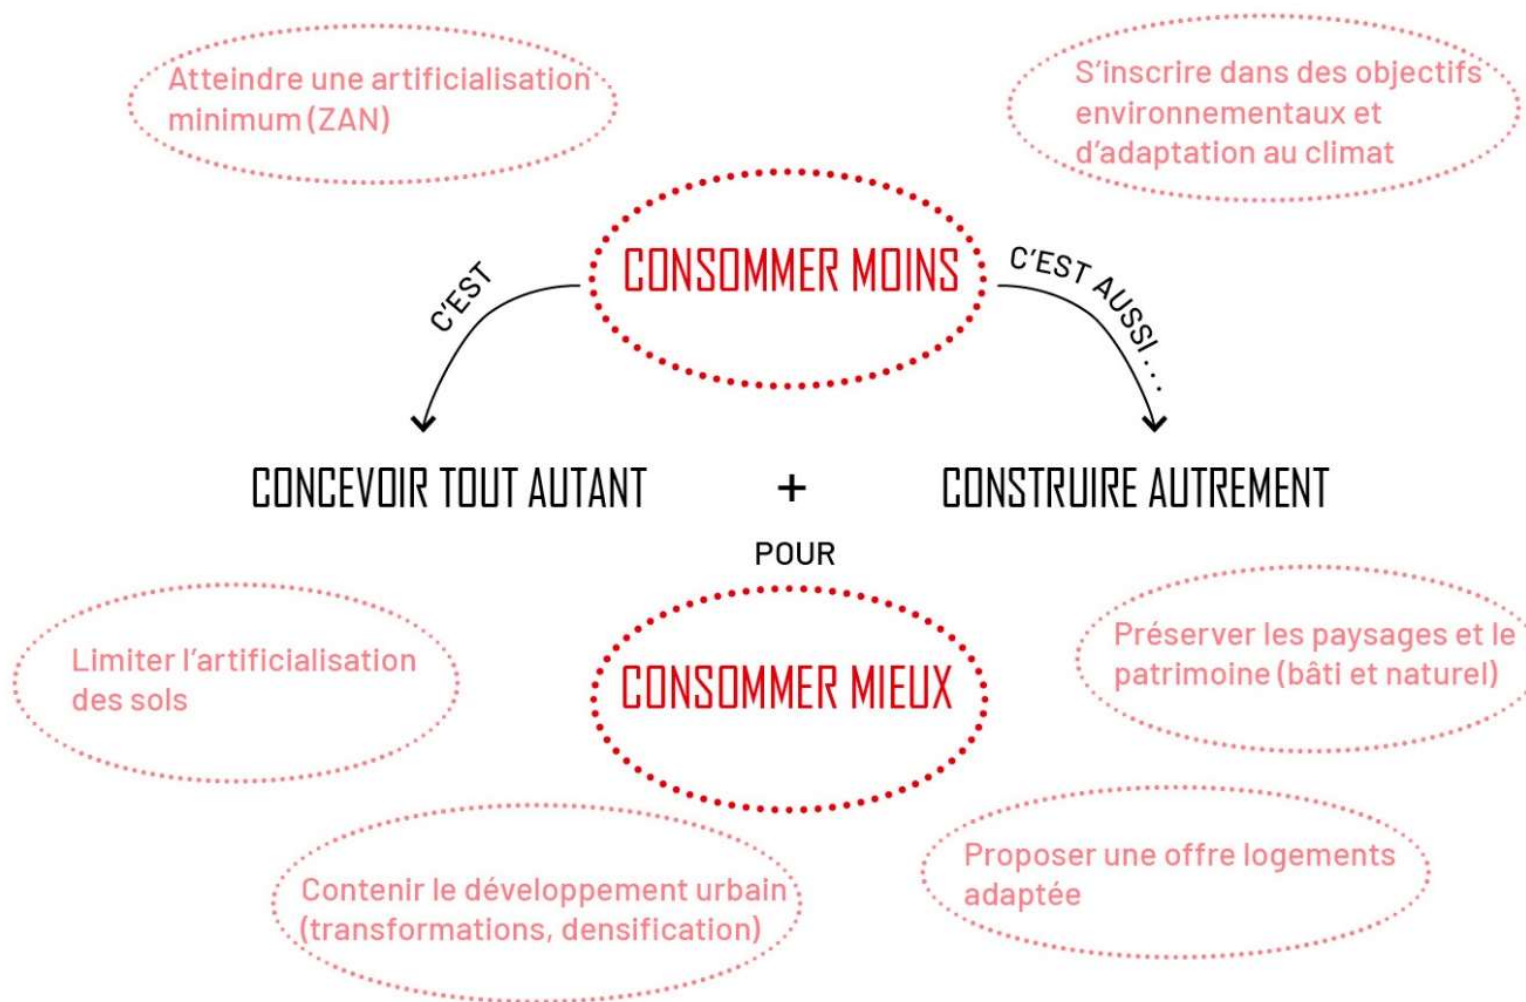 Atteindre une artificialisation
minimum (ZAN)
S'inscrire dans des objectifs
environnementaux et
d'adaptation au climat
CONSOMMER MOINS
C'EST
C'EST AUSSI...
CONCEVOIR TOUT AUTANT
+
CONSTRUIRE AUTREMENT
POUR
CONSOMMER MIEUX
Limiter l'artificialisation
des sols
Préserver les paysages et le
patrimoine (bâti et naturel)
Contenir le développement urbain
(transformations, densification)
Proposer une offre logements
adaptée